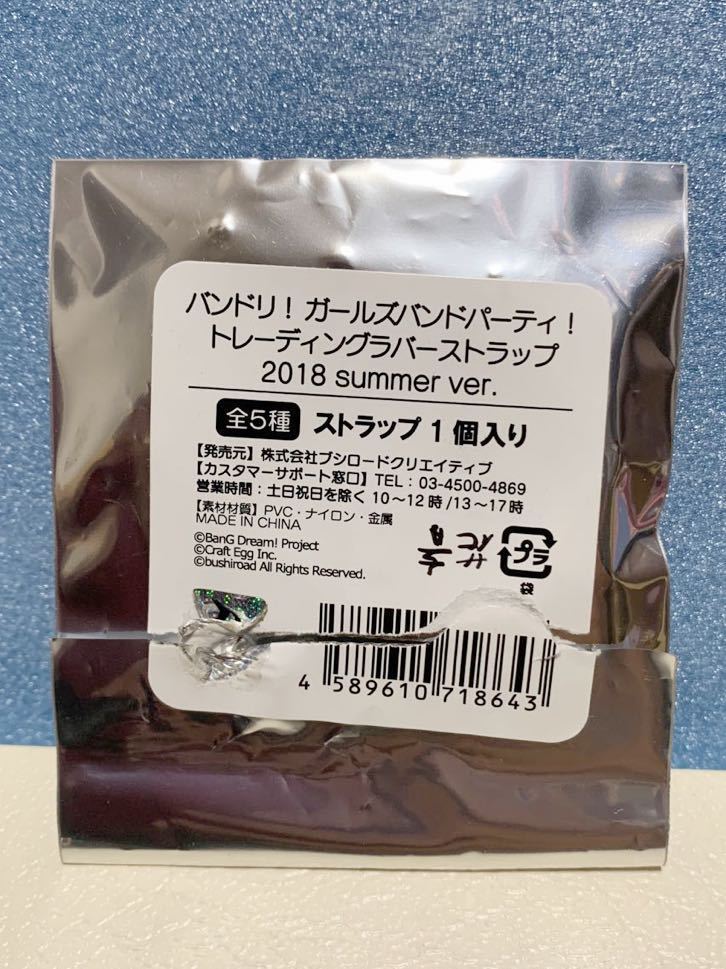 バンドリ！ ガールズバンドパーティ！
トレーディングラバーストラップ
2018 summer ver.
全5種 ストラップ 1 個入り
【発売元】株式会社ブシロードクリエイティブ
【カスタマーサポート窓口】TEL：03-4500-4869
営業時間：土日祝日を除く 10～12時/13～17時
【素材材質】PVC・ナイロン・金属
MADE IN CHINA
©BanG Dream! Project
©Craft Egg Inc.
©bushiroad All Rights Reserved.
プラ
袋
4 589610 718643